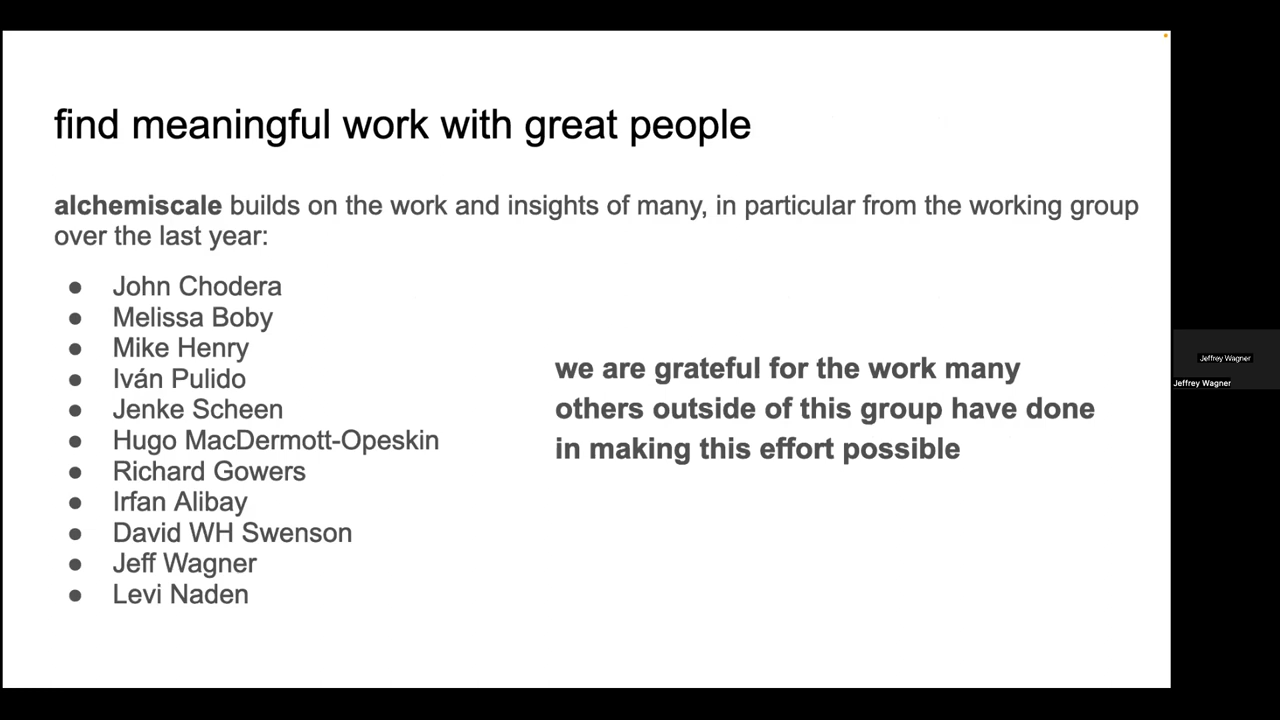 find meaningful work with great people
alchemiscale builds on the work and insights of many, in particular from the working group
over the last year:
● John Chodera
● Melissa Boby
● Mike Henry
● Iván Pulido
● Jenke Scheen
● Hugo MacDermott-Opeskin
● Richard Gowers
● Irfan Alibay
● David WH Swenson
● Jeff Wagner
● Levi Naden
we are grateful for the work many
others outside of this group have done
in making this effort possible
Jeffrey Wagner
Jeffrey Wagner